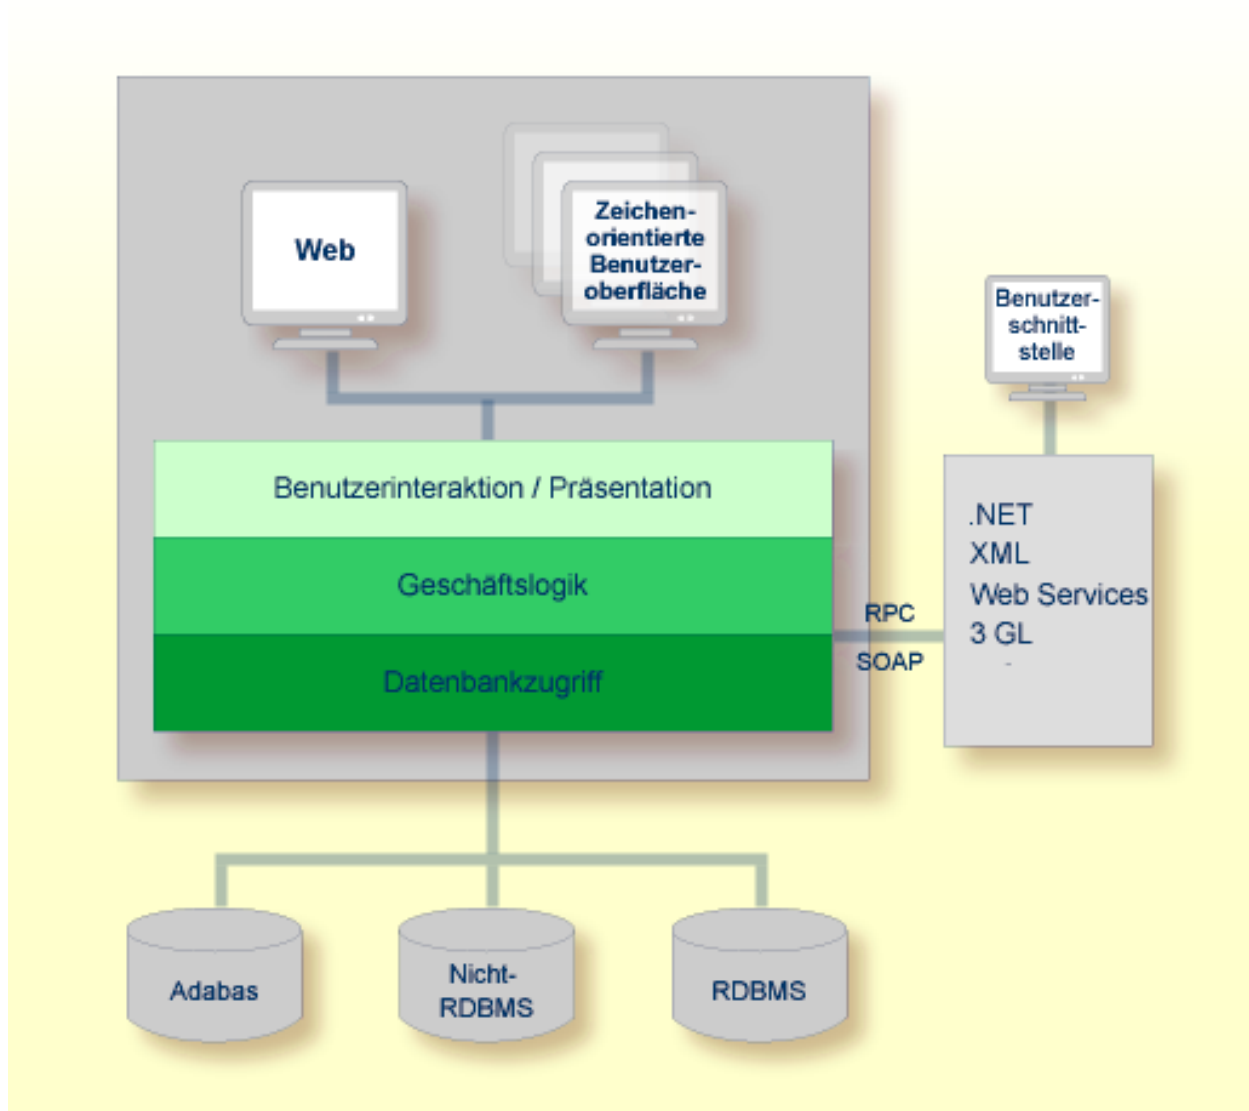 Web
Zeichen-
orientierte
Benutzer-
oberfläche
Benutzer-
schnitt-
stelle
Benutzerinteraktion / Präsentation
Geschäftslogik
Datenbankzugriff
RPC
SOAP
.NET
XML
Web Services
3 GL
Adabas
Nicht-
RDBMS
RDBMS